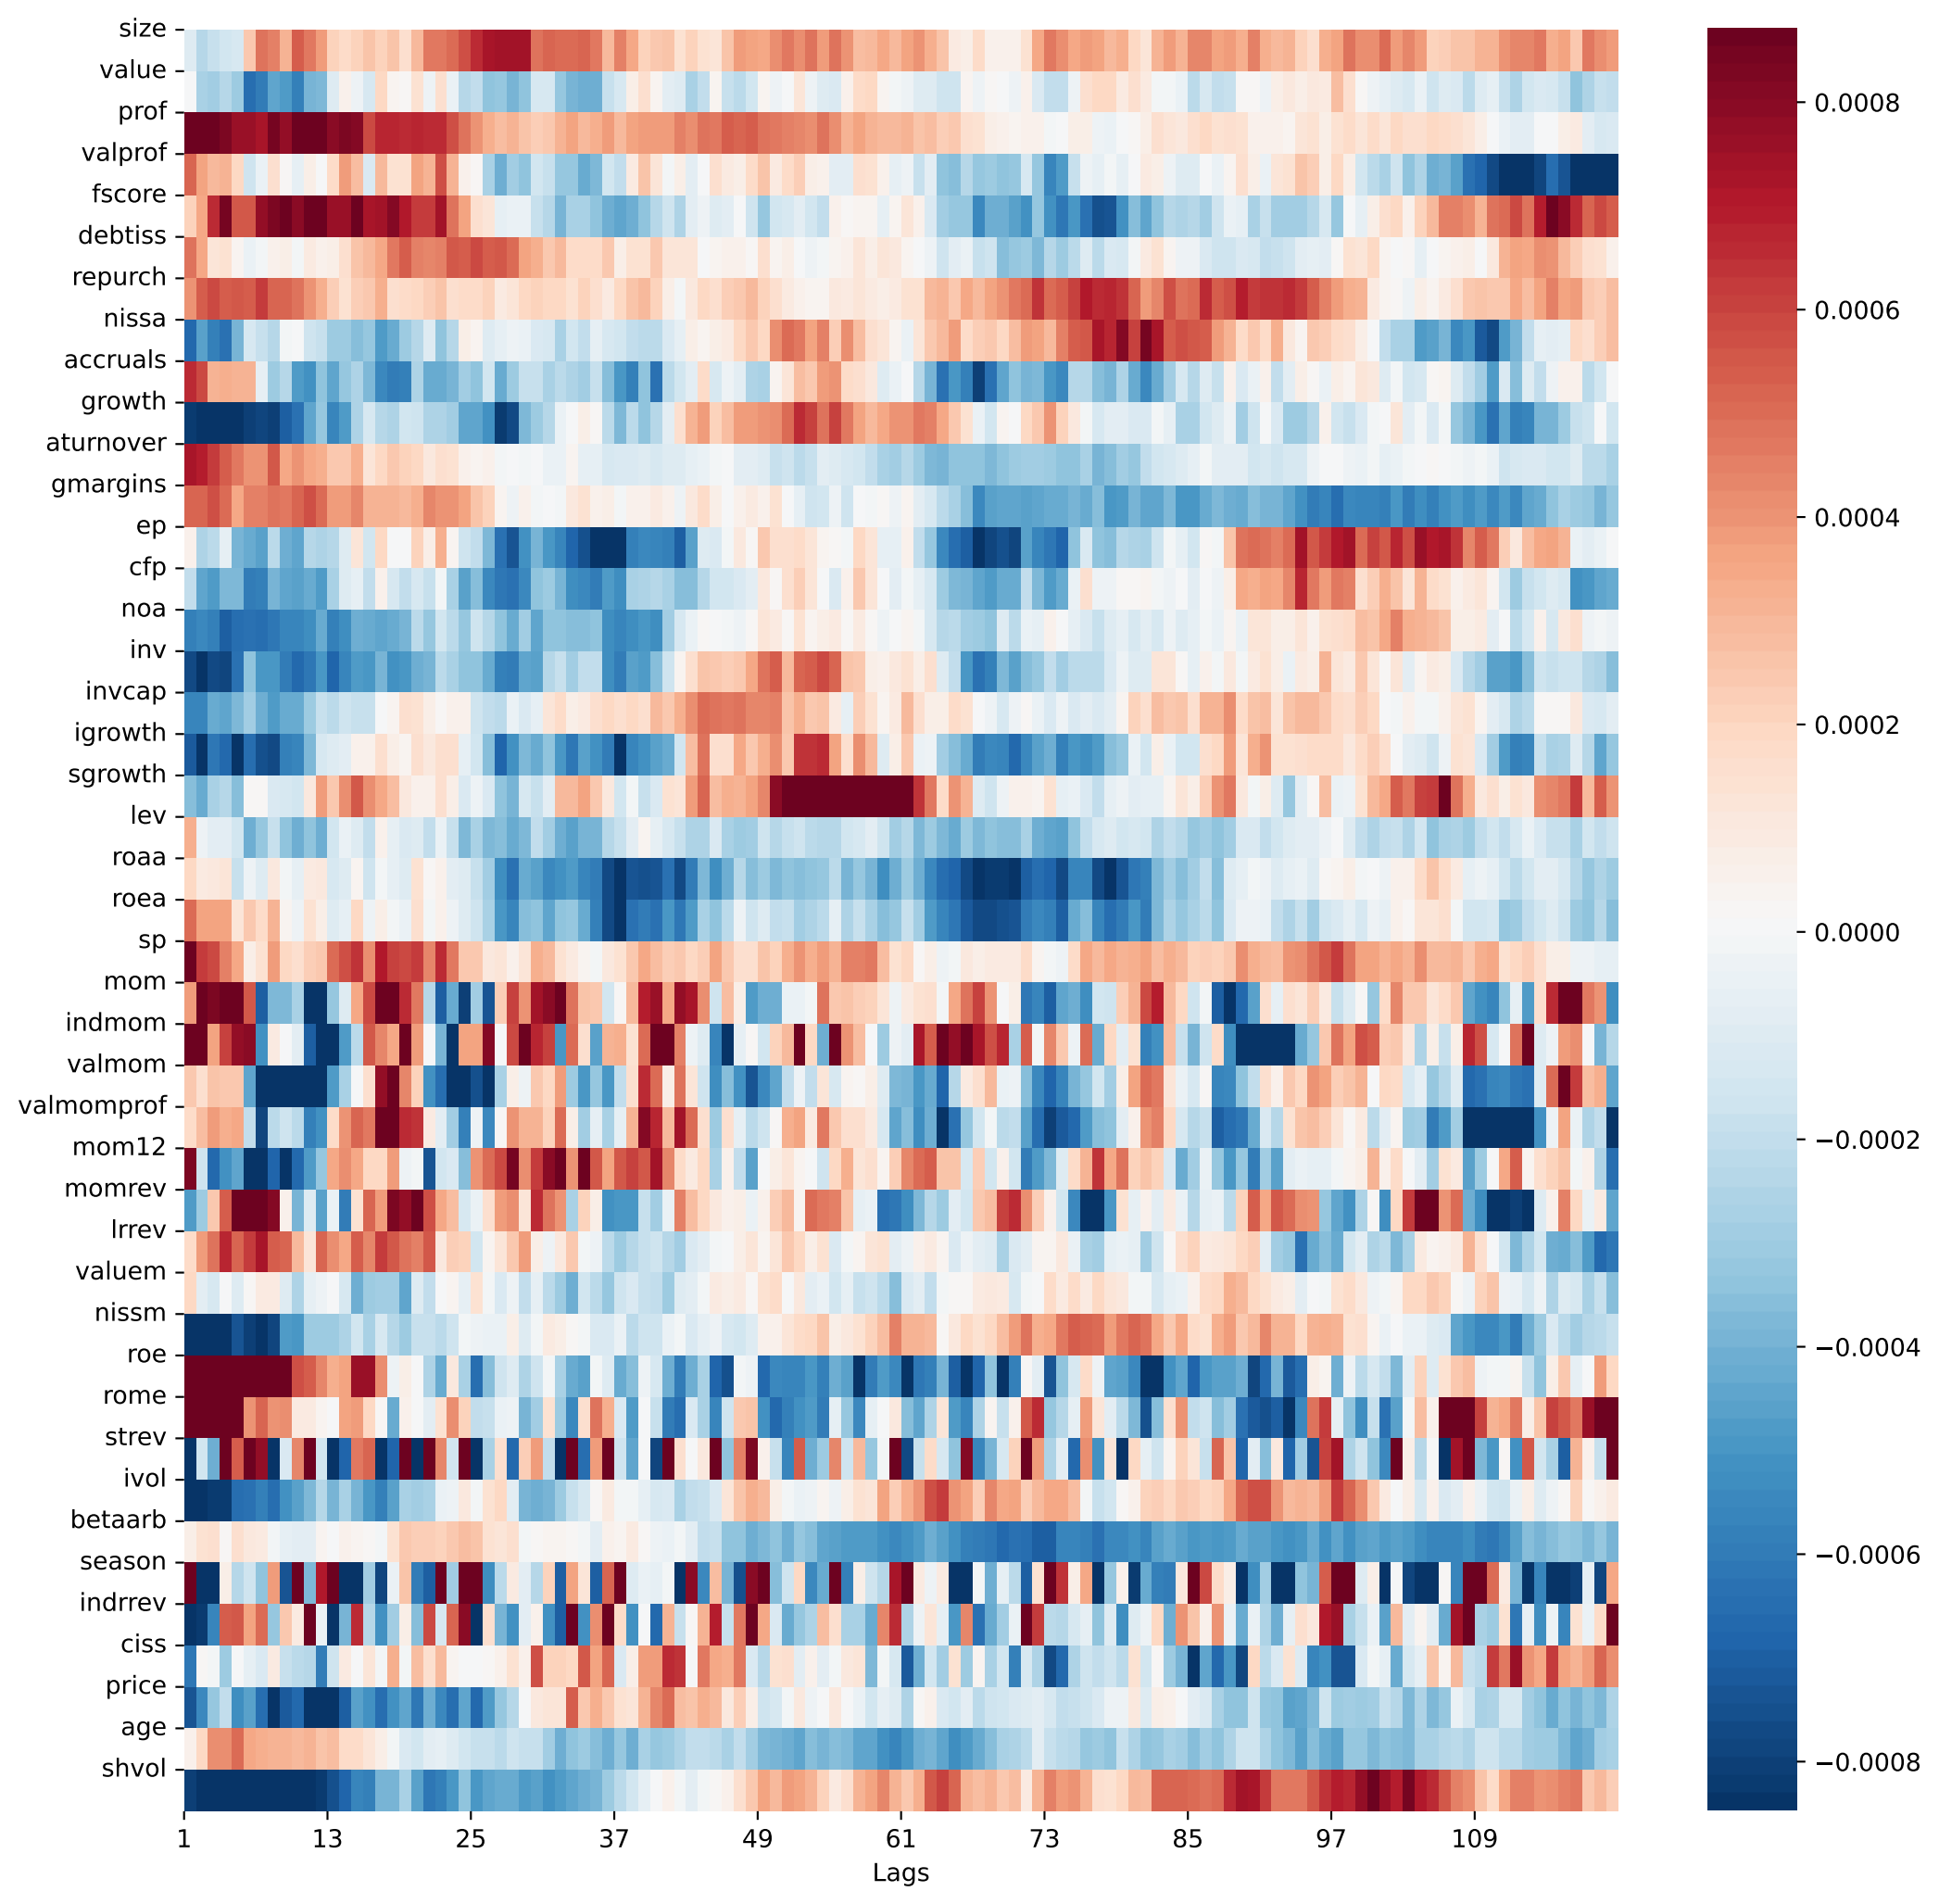 size
value
prof
valprof
fscore
debtiss
repurch
nissa
accruals
growth
aturnover
gmargins
ep
cfp
noa
inv
invcap
igrowth
sgrowth
lev
roaa
roea
sp
mom
indmom
valmom
valmomprof
mom12
momrev
lrrev
valuem
nissm
roe
rome
strev
ivol
betaarb
season
indrrev
ciss
price
age
shvol
1 13 25 37 49 61 73 85 97 109
Lags
0.0008
0.0006
0.0004
0.0002
0.0000
−0.0002
−0.0004
−0.0006
−0.0008